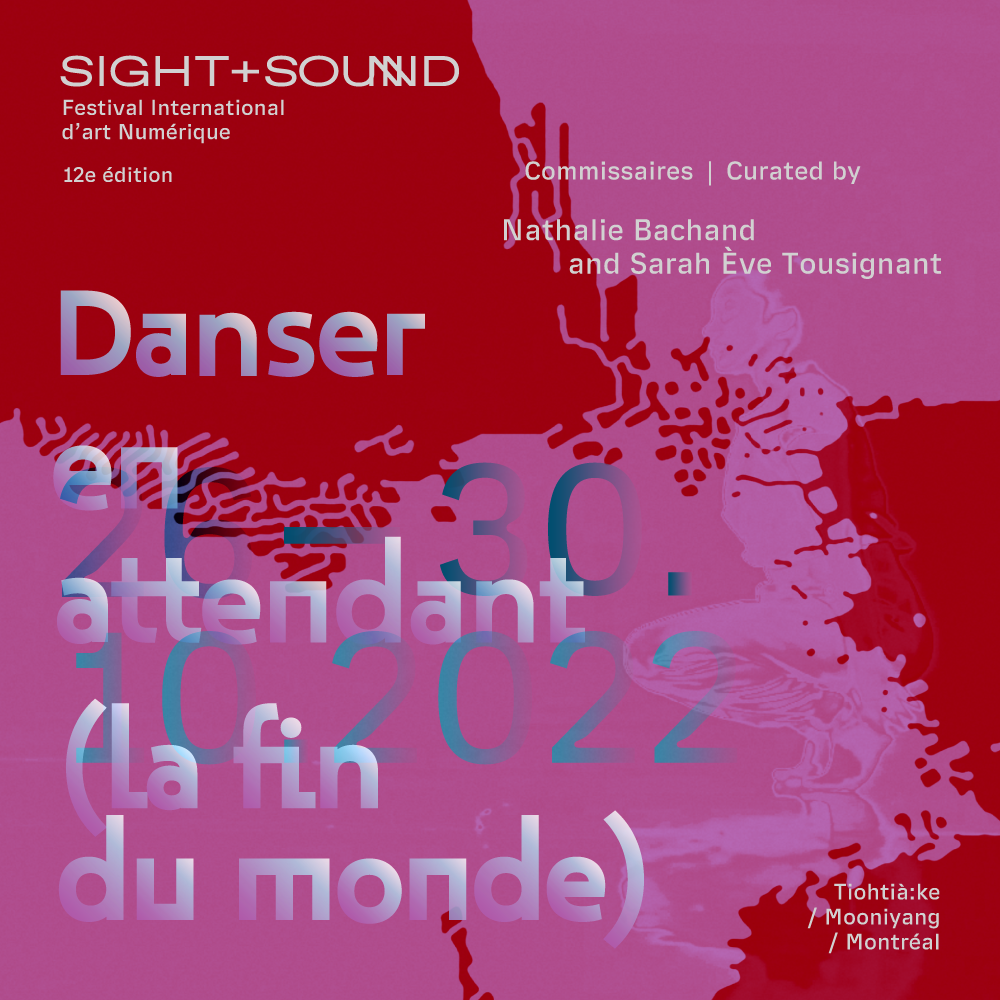 SIGHT+SOUND
Festival International
d'art Numérique
12e édition
Commissaires | Curated by
Nathalie Bachand
and Sarah Ève Tousignant
Danser
en
26 – 30.
attendant
10.2022
(la fin
du monde)
Tiohtià:ke
/ Mooniyang
/ Montréal